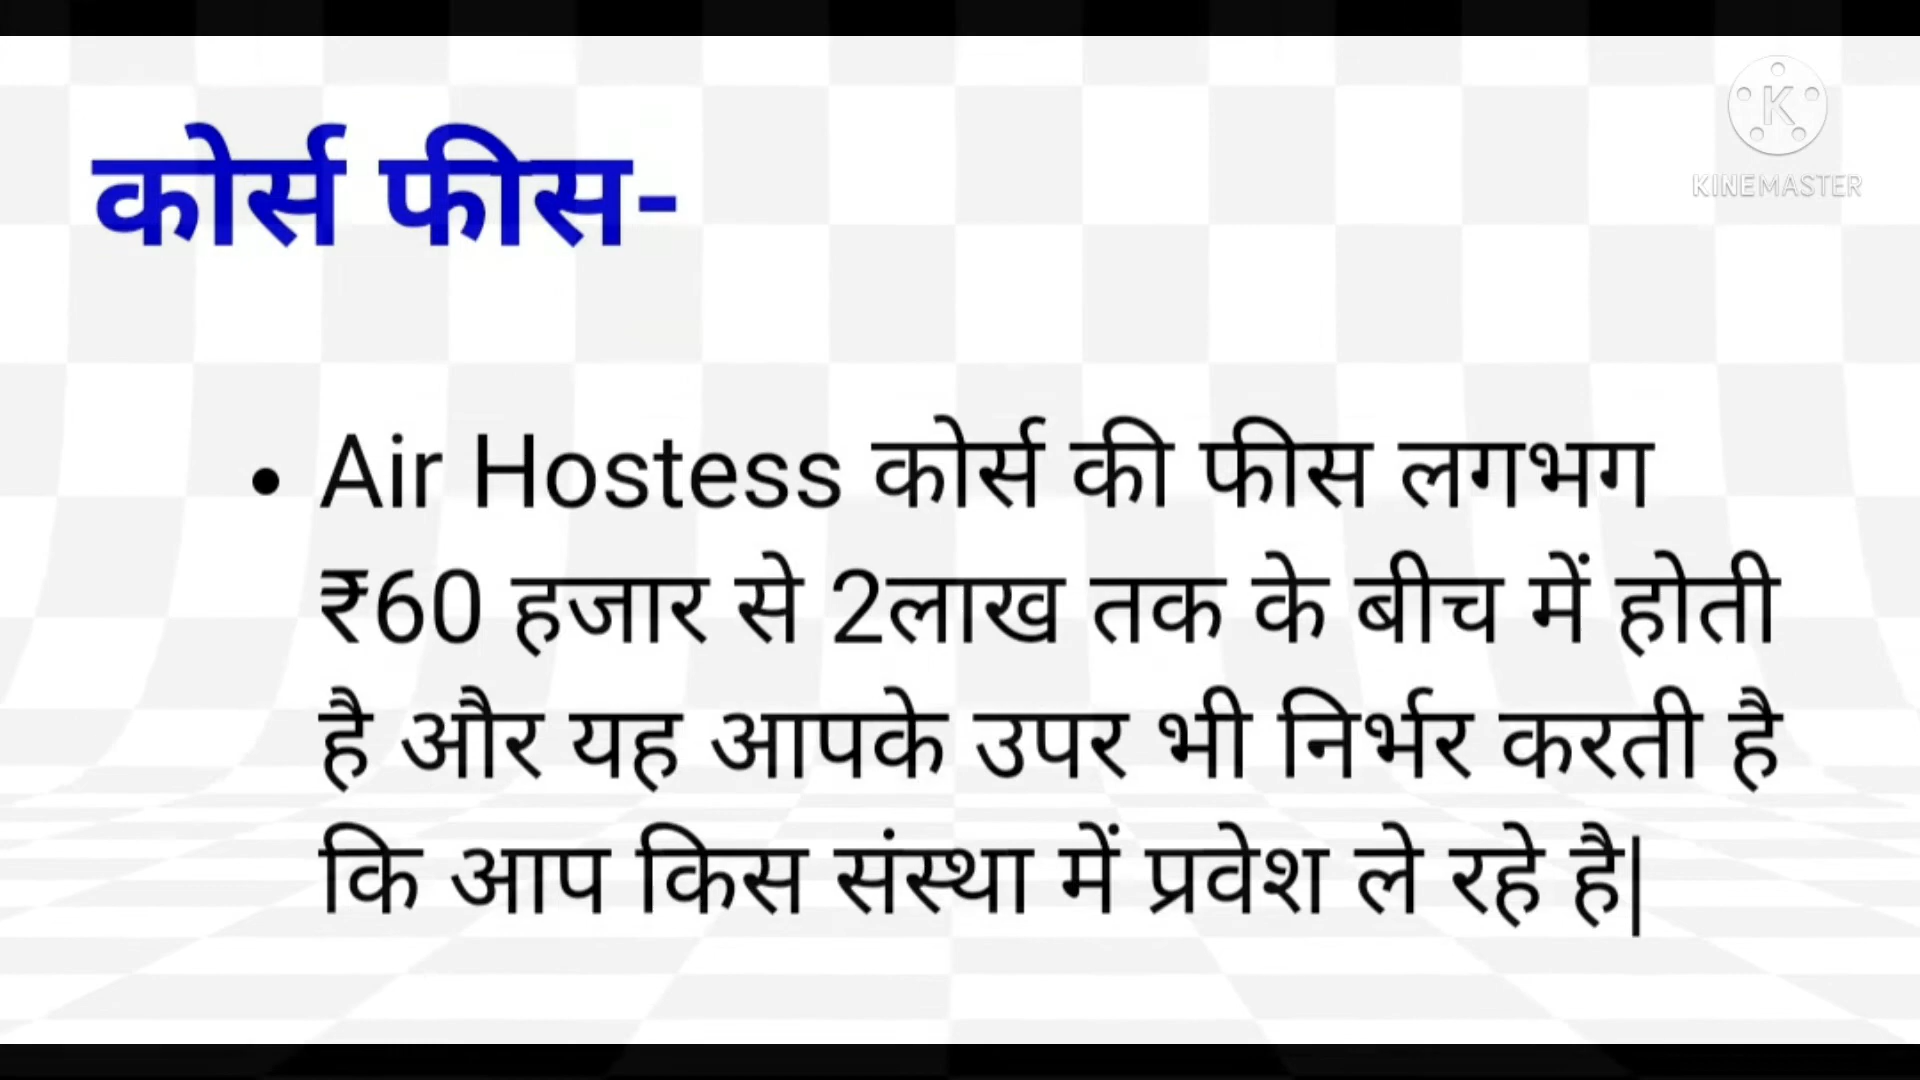 KINEMASTER
कोर्स फीस-
• Air Hostess कोर्स की फीस लगभग
₹60 हजार से 2लाख तक के बीच में होती
है और यह आपके उपर भी निर्भर करती है
कि आप किस संस्था में प्रवेश ले रहे है|